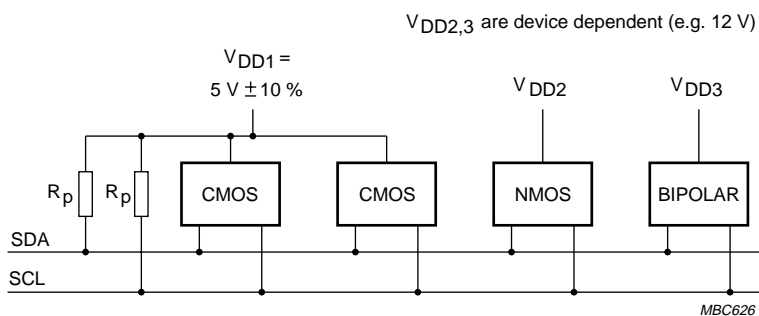 VDD2,3 are device dependent (e.g. 12 V)
VDD1 =
5 V ± 10 %
VDD2
VDD3
Rp
Rp
CMOS
CMOS
NMOS
BIPOLAR
SDA
SCL
MBC626